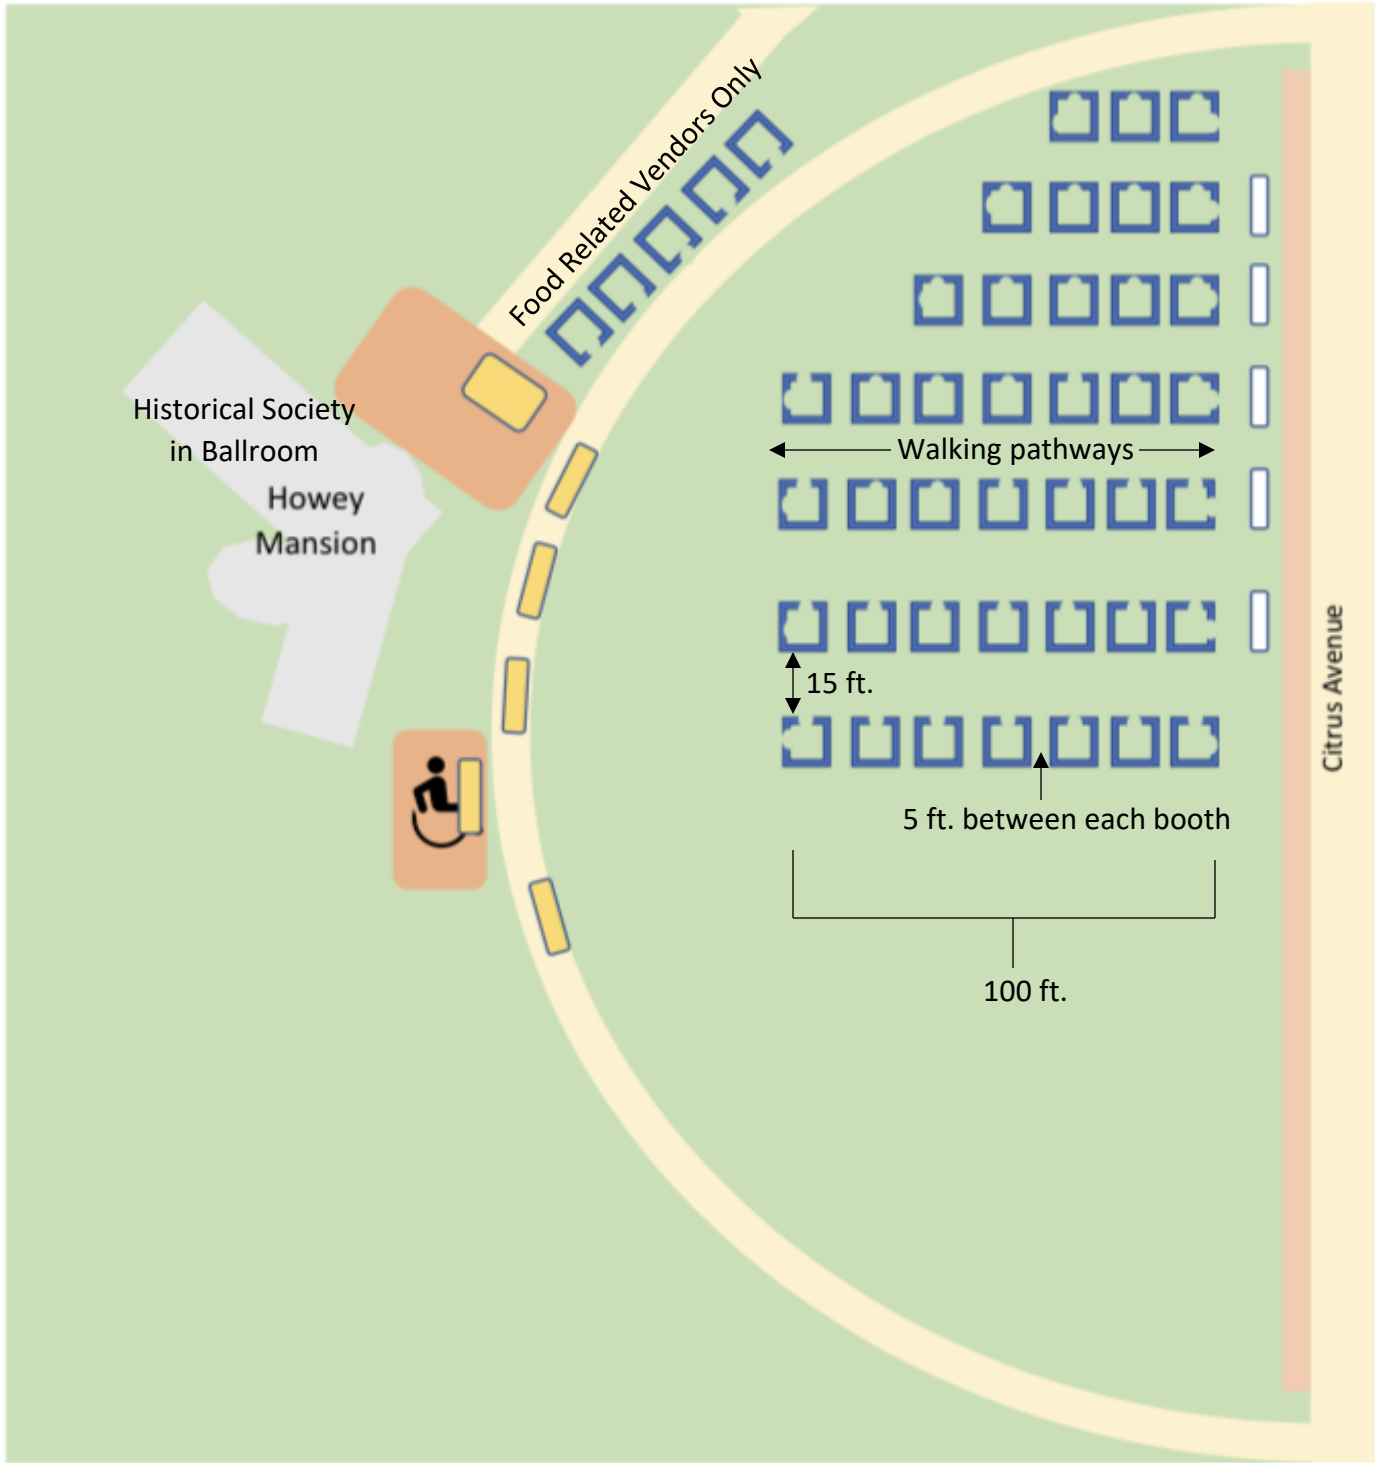 Food Related Vendors Only
Historical Society
in Ballroom
Howey
Mansion
Walking pathways
15 ft.
5 ft. between each booth
100 ft.
Citrus Avenue